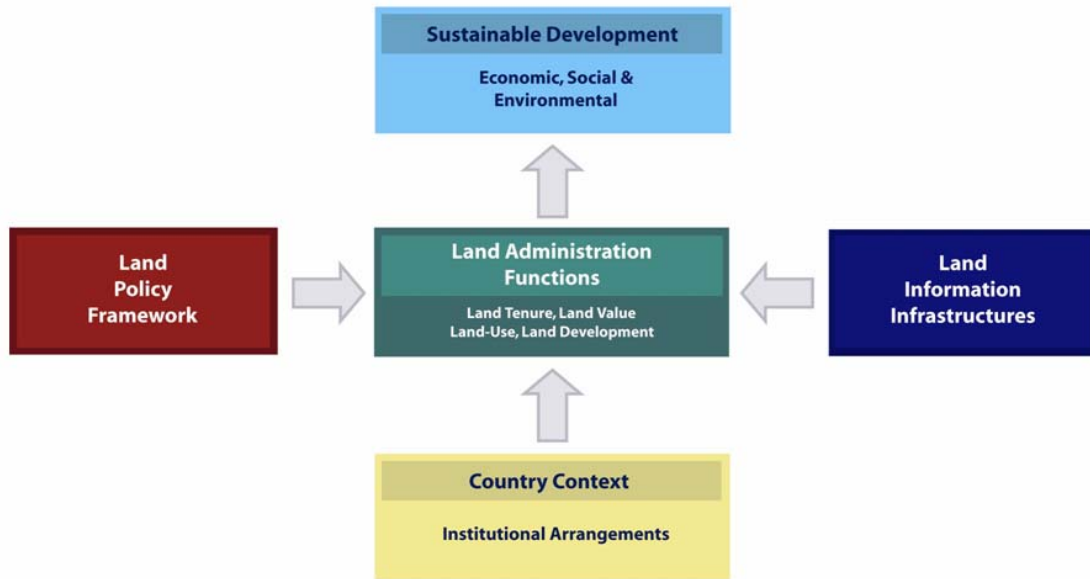 Sustainable Development
Economic, Social &
Environmental
Land
Policy
Framework
Land Administration
Functions
Land Tenure, Land Value
Land-Use, Land Development
Land
Information
Infrastructures
Country Context
Institutional Arrangements